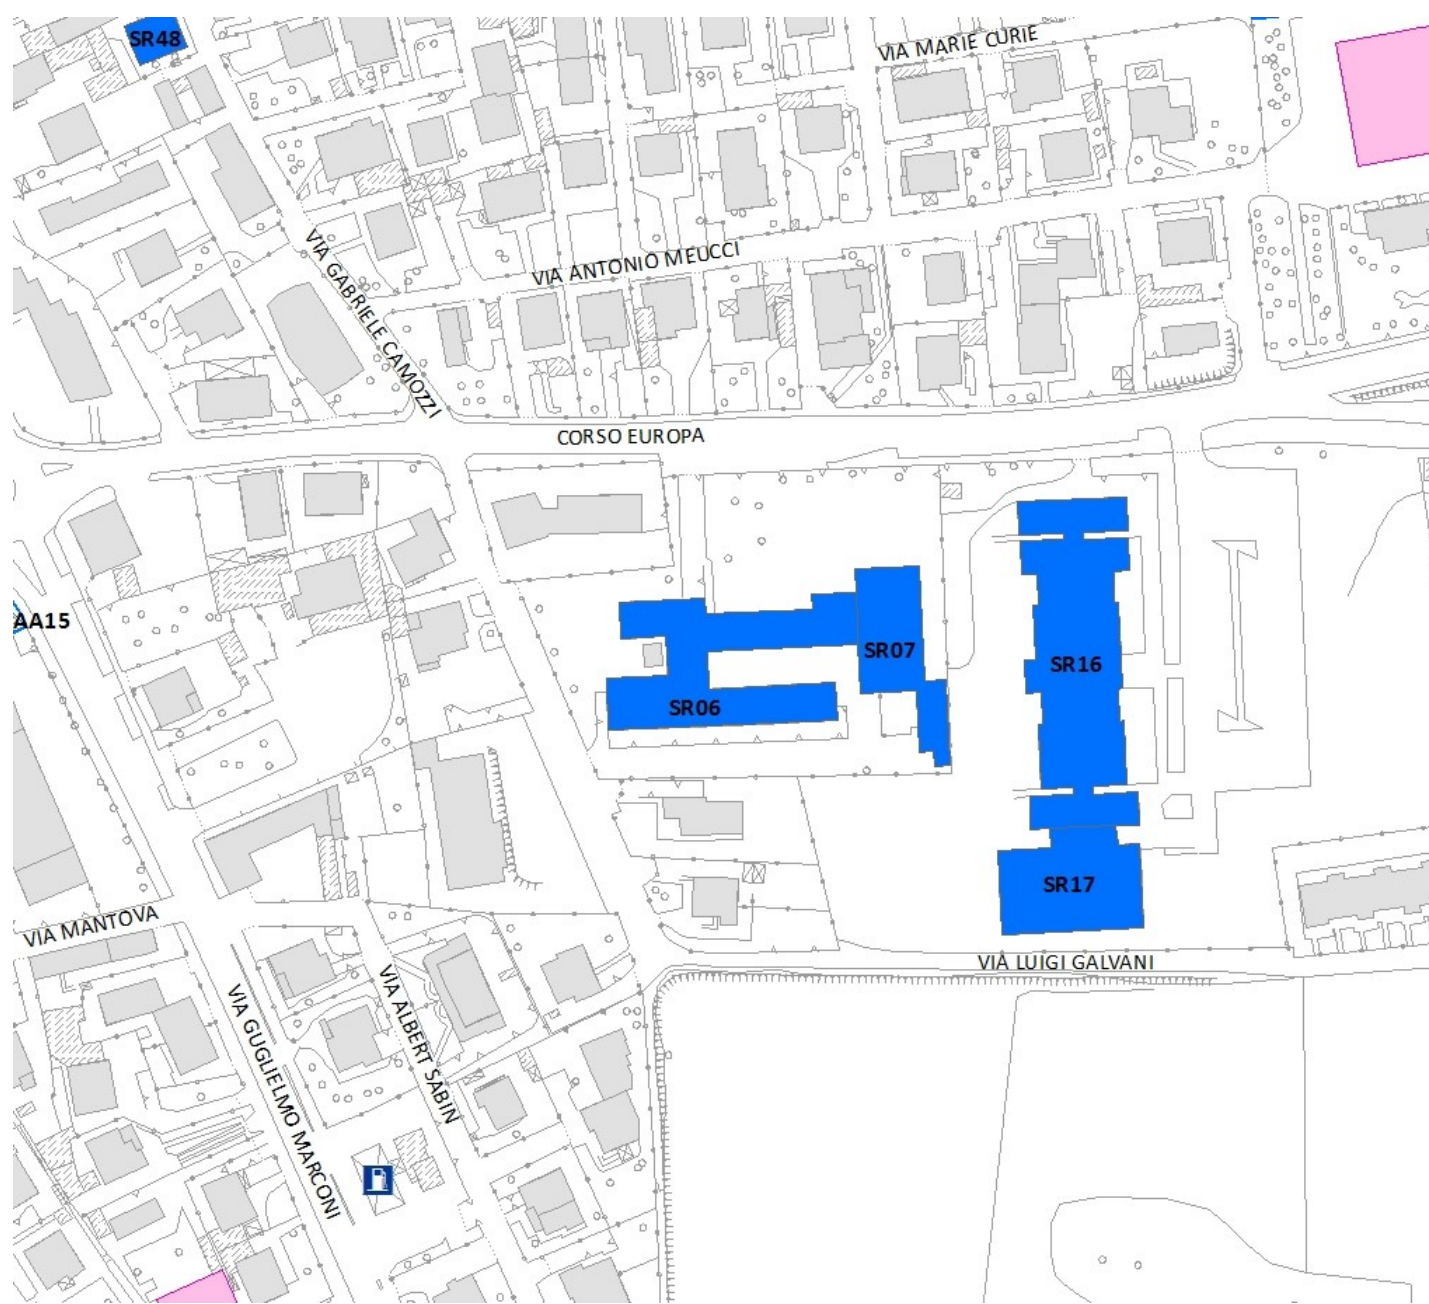 SR48
VIA MARIE CURIE
VIA GABRIELE CAMOZZI
VIA ANTONIO MEUCCI
CORSO EUROPA
AA15
SR07
SR16
SR06
SR17
VIA MANTOVA
VIA LUIGI GALVANI
VIA GUGLIELMO MARCONI
VIA ALBERT SABIN